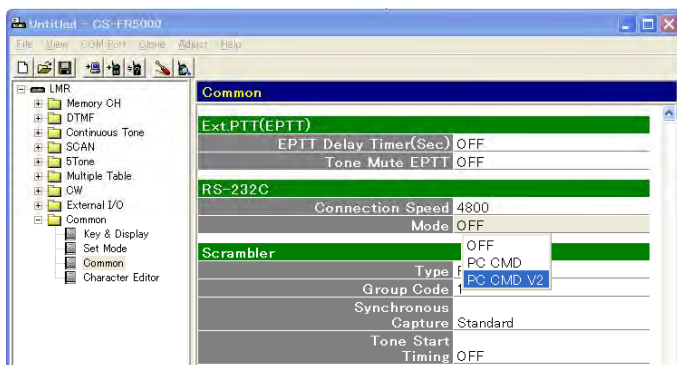 Untitled - CS-FR5000
File View COM Port Clone Adjust Help
LMR
Memory CH
DTMF
Continuous Tone
SCAN
5Tone
Multiple Table
CW
External I/O
Common
Key & Display
Set Mode
Common
Character Editor
Common
Ext.PTT(EPTT)
EPTT Delay Timer(Sec) OFF
Tone Mute EPTT OFF
RS-232C
Connection Speed 4800
Mode OFF
OFF
PC CMD
PC CMD V2
Scrambler
Type
Group Code 1
Synchronous
Capture Standard
Tone Start
Timing OFF